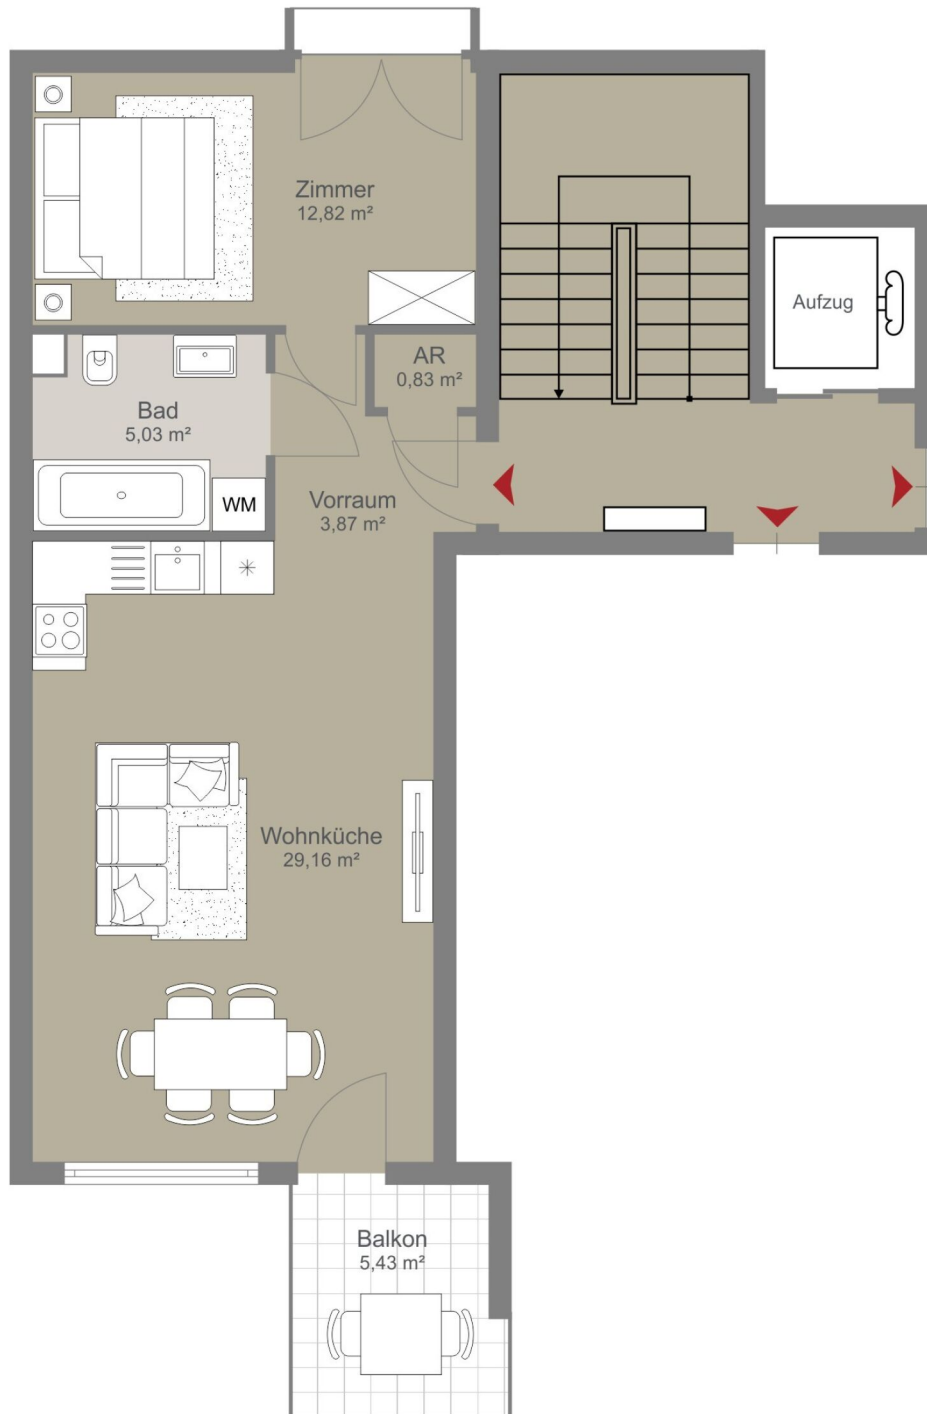 Zimmer
12,82 m²
Aufzug
AR
0,83 m²
Bad
5,03 m²
WM
Vorraum
3,87 m²
Wohnküche
29,16 m²
Balkon
5,43 m²